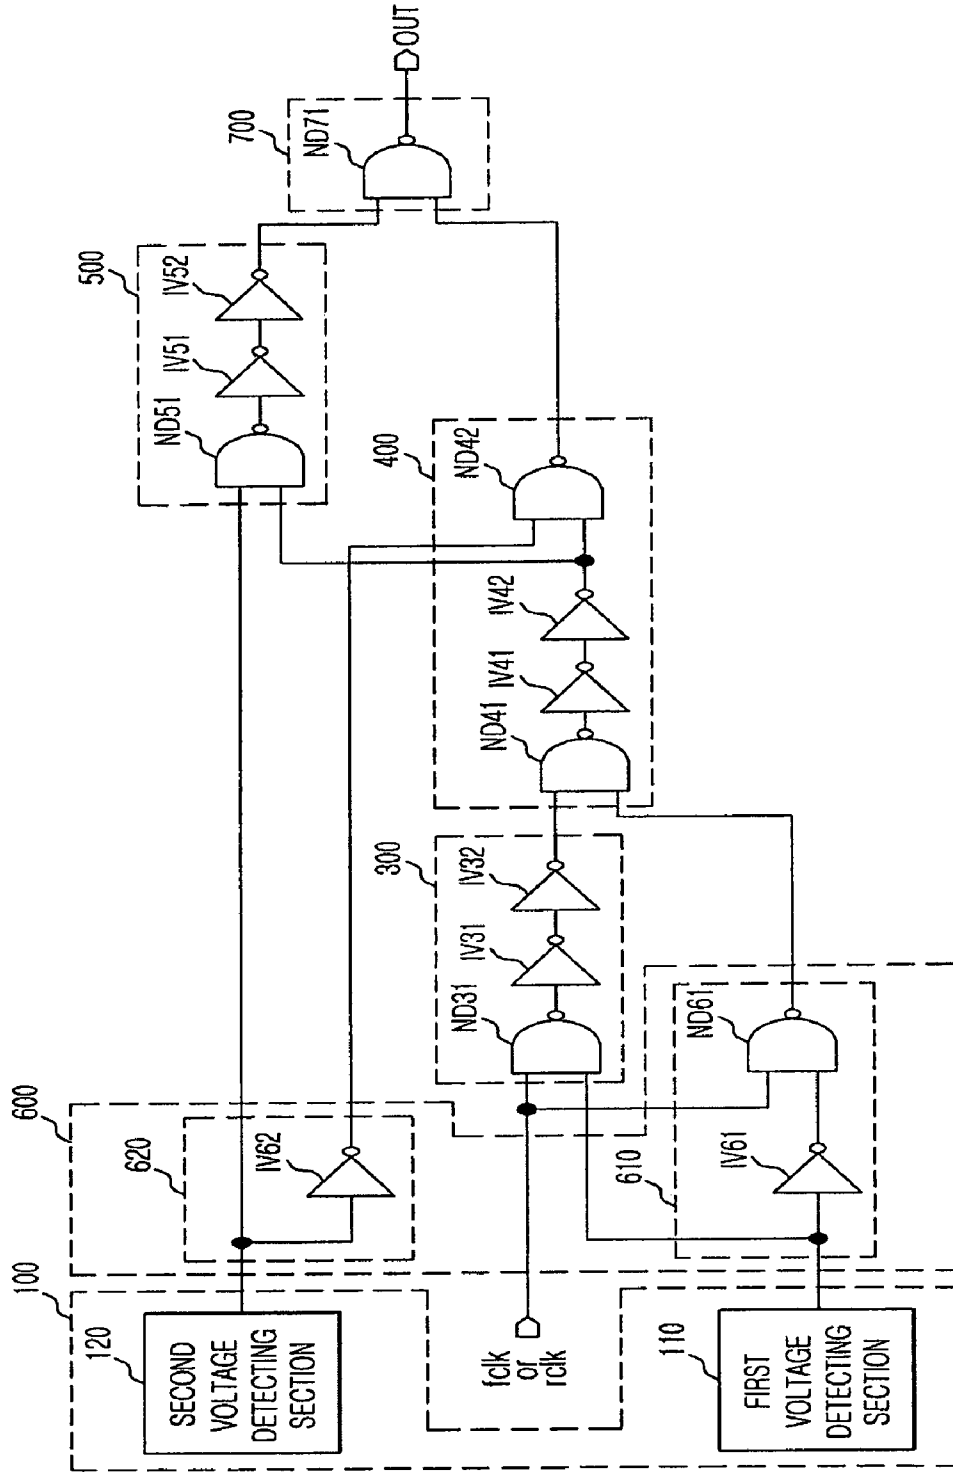 100
120
SECOND
VOLTAGE
DETECTING
SECTION
600
620
IV62
500
ND51
IV51
IV52
700
ND71
OUT
fclk
or
rclk
300
ND31
IV31
IV32
400
ND41
IV41
IV42
ND42
110
FIRST
VOLTAGE
DETECTING
SECTION
610
IV61
ND61